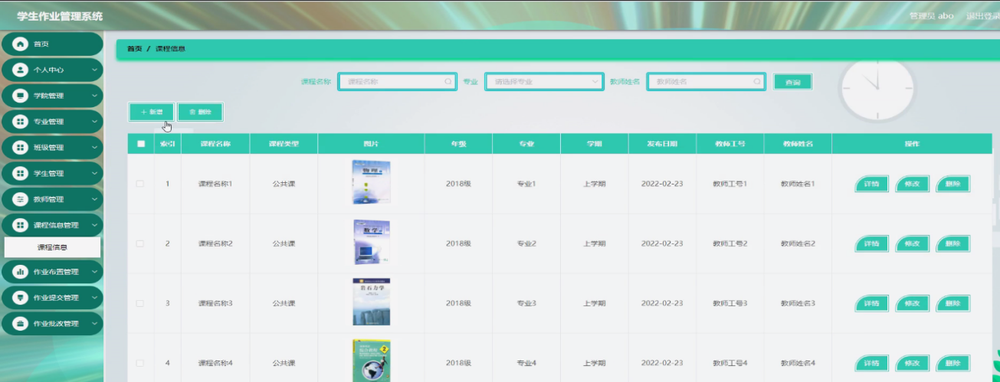 学生作业管理系统
管理员 abo 退出登录
首页
个人中心
学院管理
专业管理
班级管理
学生管理
教师管理
课程信息管理
课程信息
作业布置管理
作业提交管理
作业批改管理
首页 / 课程信息
课程名称 课程名称 专业 请选择专业 教师姓名 教师姓名 查询
+ 新增 删除
索引 课程名称 课程类型 图片 年级 专业 学期 发布日期 教师工号 教师姓名 操作
物理
1 课程名称1 公共课 2018级 专业1 上学期 2022-02-23 教师工号1 教师姓名1 详情 修改 删除
数学
2 课程名称2 公共课 2018级 专业2 上学期 2022-02-23 教师工号2 教师姓名2 详情 修改 删除
岩石力学
3 课程名称3 公共课 2018级 专业3 上学期 2022-02-23 教师工号3 教师姓名3 详情 修改 删除
2
4 课程名称4 公共课 2018级 专业4 上学期 2022-02-23 教师工号4 教师姓名4 详情 修改 删除